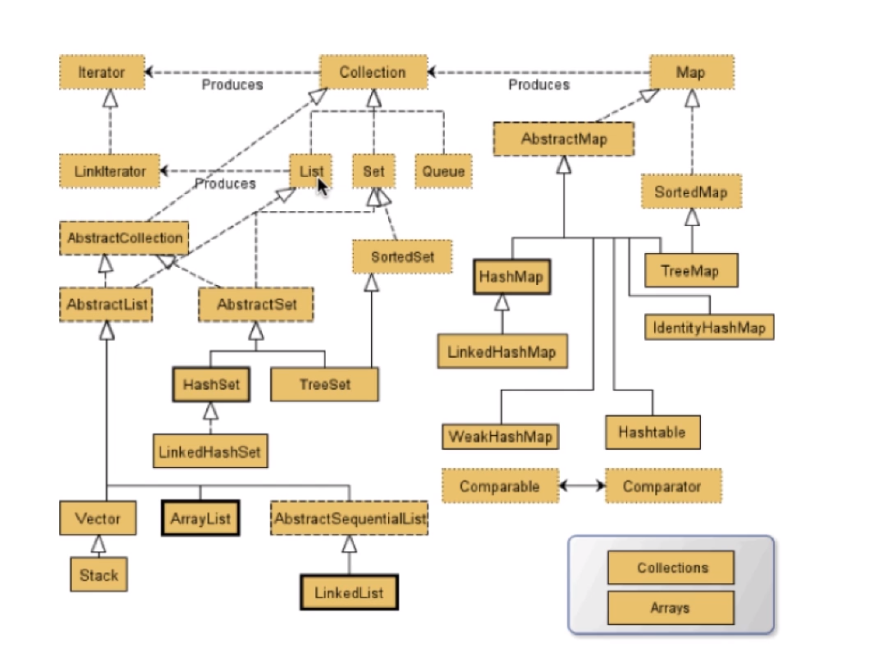 Iterator
Produces
Collection
Produces
Map
AbstractMap
LinkIterator
Produces
List
Set
Queue
SortedMap
AbstractCollection
SortedSet
HashMap
TreeMap
AbstractList
AbstractSet
IdentityHashMap
LinkedHashMap
HashSet
TreeSet
WeakHashMap
Hashtable
LinkedHashSet
Comparable
Comparator
Vector
ArrayList
AbstractSequentialList
Stack
LinkedList
Collections
Arrays